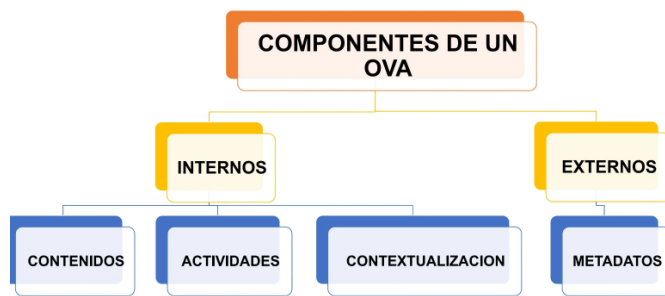 COMPONENTES DE UN
OVA
INTERNOS
EXTERNOS
CONTENIDOS
ACTIVIDADES
CONTEXTUALIZACION
METADATOS